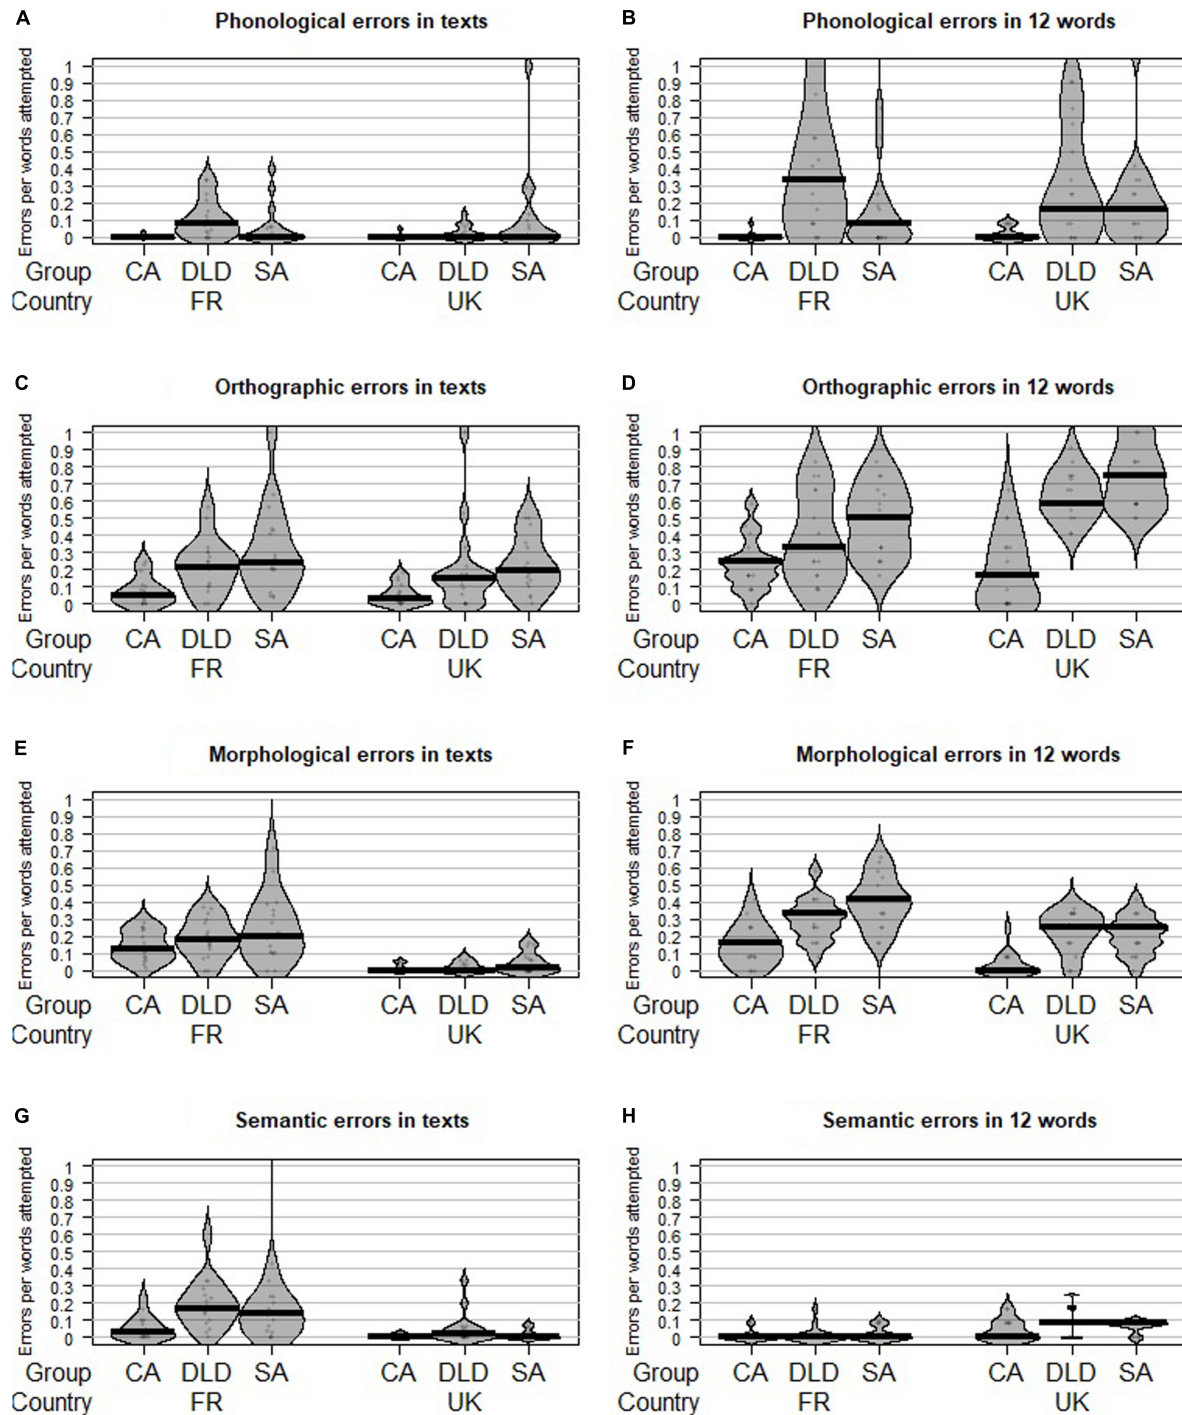 A
Phonological errors in texts
Errors per words attempted
1
0.9
0.8
0.7
0.6
0.5
0.4
0.3
0.2
0.1
0
Group CA DLD SA CA DLD SA
Country FR UK
B
Phonological errors in 12 words
Errors per words attempted
1
0.9
0.8
0.7
0.6
0.5
0.4
0.3
0.2
0.1
0
Group CA DLD SA CA DLD SA
Country FR UK
C
Orthographic errors in texts
Errors per words attempted
1
0.9
0.8
0.7
0.6
0.5
0.4
0.3
0.2
0.1
0
Group CA DLD SA CA DLD SA
Country FR UK
D
Orthographic errors in 12 words
Errors per words attempted
1
0.9
0.8
0.7
0.6
0.5
0.4
0.3
0.2
0.1
0
Group CA DLD SA CA DLD SA
Country FR UK
E
Morphological errors in texts
Errors per words attempted
1
0.9
0.8
0.7
0.6
0.5
0.4
0.3
0.2
0.1
0
Group CA DLD SA CA DLD SA
Country FR UK
F
Morphological errors in 12 words
Errors per words attempted
1
0.9
0.8
0.7
0.6
0.5
0.4
0.3
0.2
0.1
0
Group CA DLD SA CA DLD SA
Country FR UK
G
Semantic errors in texts
Errors per words attempted
1
0.9
0.8
0.7
0.6
0.5
0.4
0.3
0.2
0.1
0
Group CA DLD SA CA DLD SA
Country FR UK
H
Semantic errors in 12 words
Errors per words attempted
1
0.9
0.8
0.7
0.6
0.5
0.4
0.3
0.2
0.1
0
Group CA DLD SA CA DLD SA
Country FR UK